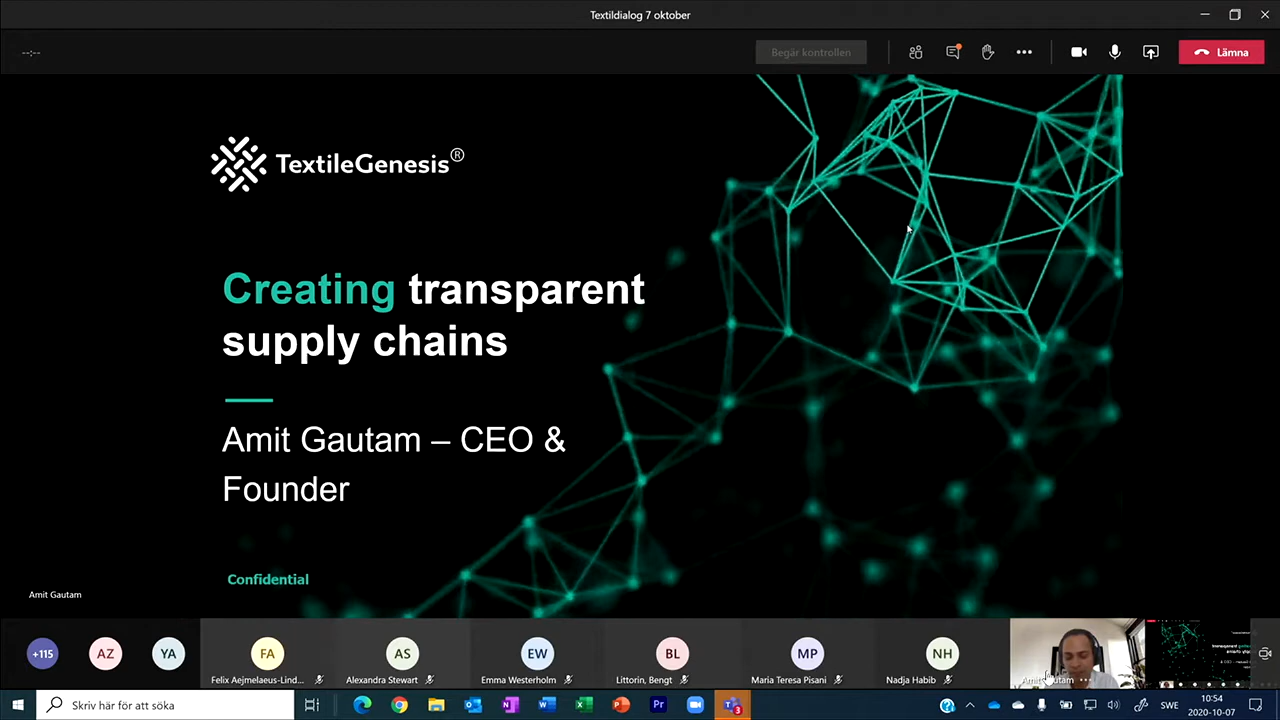 Textildialog 7 oktober
--:--
Begär kontrollen
Lämna
TextileGenesis®
Creating transparent
supply chains
Amit Gautam – CEO &
Founder
Confidential
Amit Gautam
+115
AZ
YA
FA
Felix Aejmelaeus-Lind...
AS
Alexandra Stewart
EW
Emma Westerholm
BL
Littorin, Bengt
MP
Maria Teresa Pisani
NH
Nadja Habib
Amit Gautam
Skriv här för att söka
SWE
10:54
2020-10-07